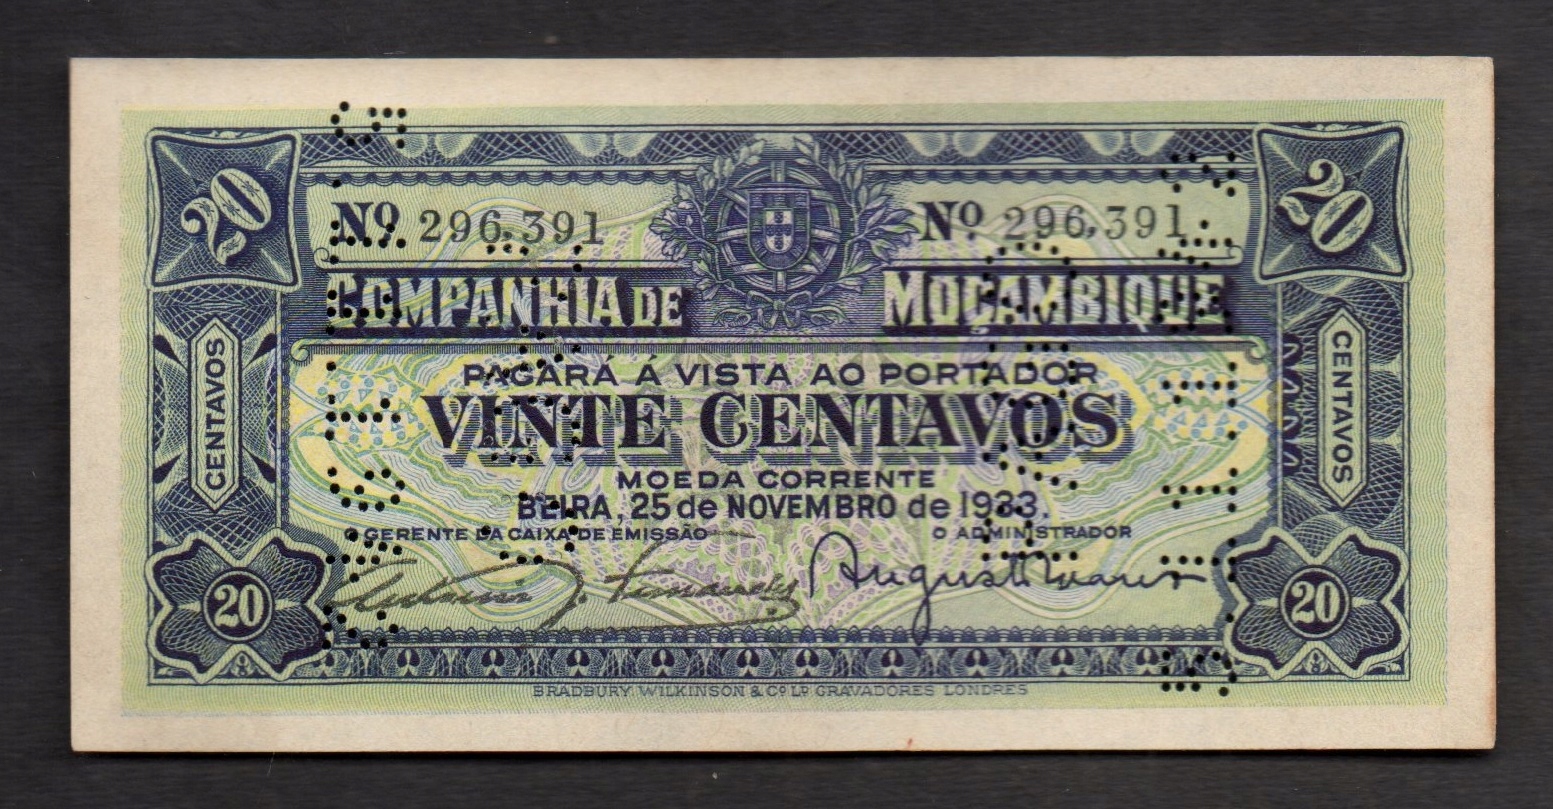 20
20
Nº 296,391
Nº 296,391
COMPANHIA DE MOÇAMBIQUE
PAGARÁ Á VISTA AO PORTADOR
VINTE CENTAVOS
MOEDA CORRENTE
BEIRA, 25 de NOVEMBRO de 1933.
O GERENTE DA CAIXA DE EMISSÃO
O ADMINISTRADOR
CENTAVOS
CENTAVOS
20
20
BRADBURY, WILKINSON & Cº Lᴰ GRAVADORES LONDRES